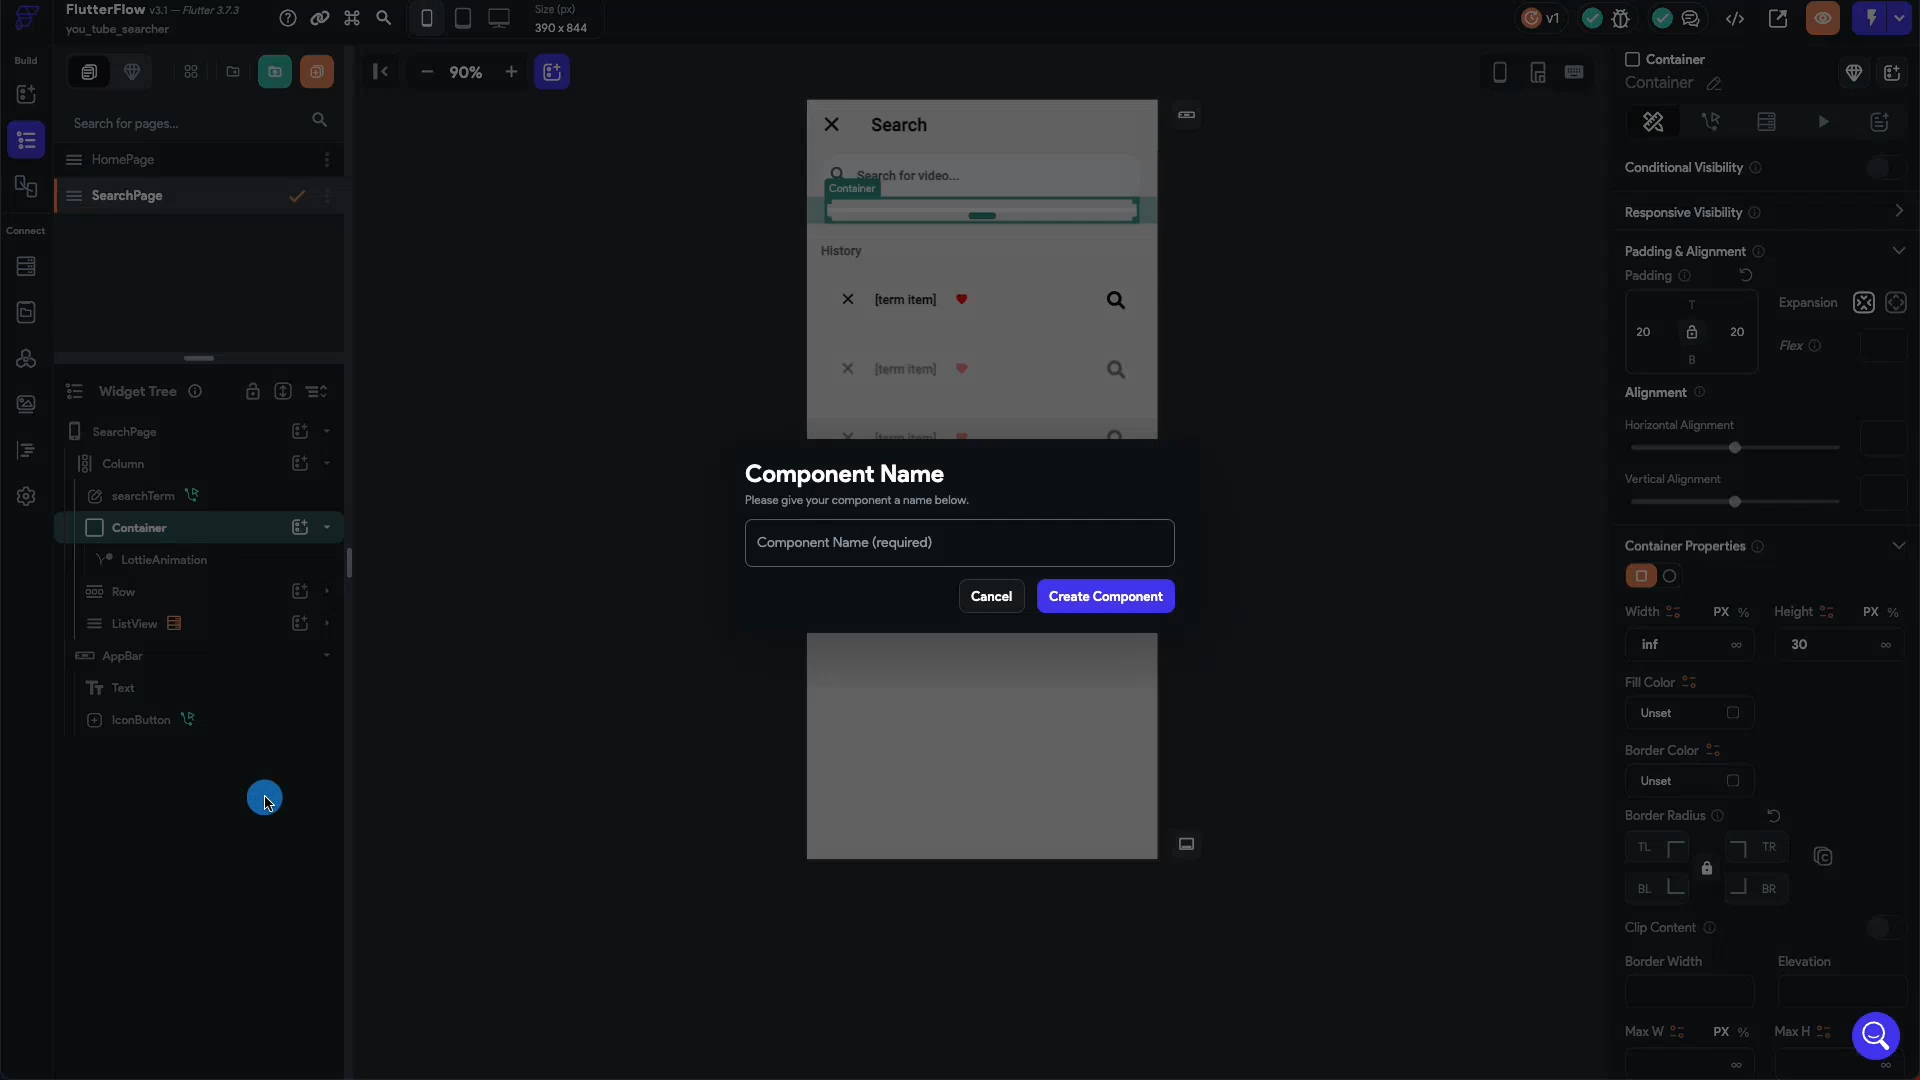 FlutterFlow v3.1 — Flutter 3.7.3
you_tube_searcher
Size (px)
390 x 844
v1
Build
Connect
Search for pages...
HomePage
SearchPage
Widget Tree
SearchPage
Column
searchTerm
Container
LottieAnimation
Row
ListView
AppBar
Text
IconButton
90%
Search
Search for video...
Container
History
[term item]
[term item]
[term item]
Component Name
Please give your component a name below.
Component Name (required)
Cancel
Create Component
Container
Container
Conditional Visibility
Responsive Visibility
Padding & Alignment
Padding
T
20
20
B
Expansion
Flex
Alignment
Horizontal Alignment
Vertical Alignment
Container Properties
Width PX %
Height PX %
inf ∞
30 ∞
Fill Color
Unset
Border Color
Unset
Border Radius
TL TR
BL BR
Clip Content
Border Width
Elevation
Max W PX %
Max H
∞
∞